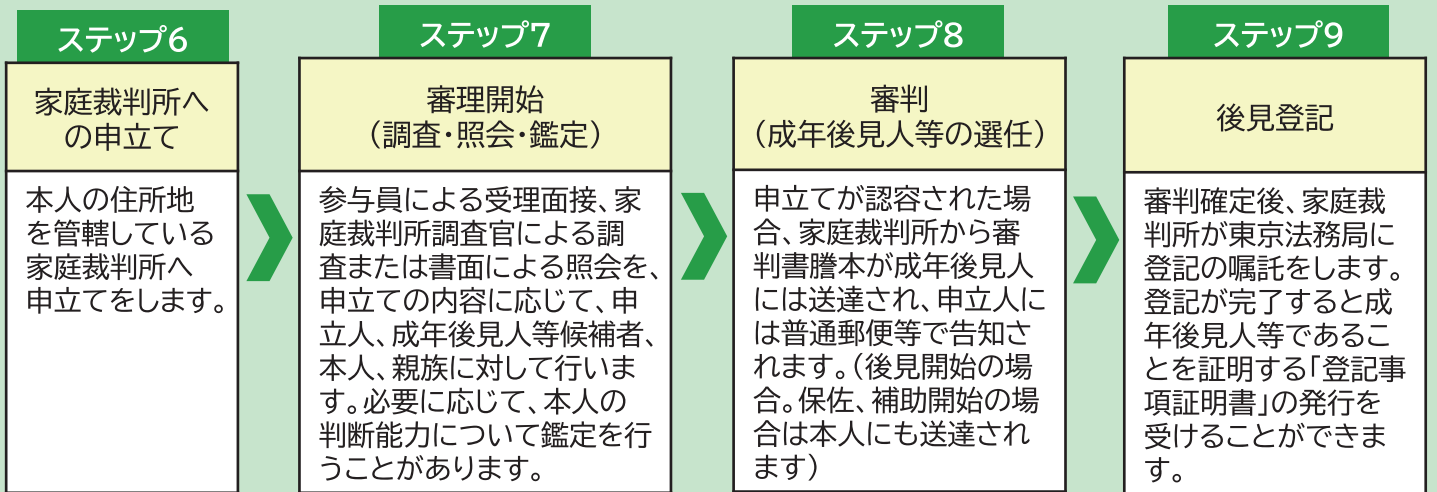 ステップ6
家庭裁判所へ
の申立て
本人の住所地
を管轄している
家庭裁判所へ
申立てをします。
ステップ7
審理開始
（調査・照会・鑑定）
参与員による受理面接、家
庭裁判所調査官による調
査または書面による照会を、
申立ての内容に応じて、申
立人、成年後見人等候補者、
本人、親族に対して行いま
す。必要に応じて、本人の
判断能力について鑑定を行
うことがあります。
ステップ8
審判
（成年後見人等の選任）
申立てが認容された場
合、家庭裁判所から審
判書謄本が成年後見人
には送達され、申立人に
は普通郵便等で告知さ
れます。（後見開始の場
合。保佐、補助開始の場
合は本人にも送達され
ます）
ステップ9
後見登記
審判確定後、家庭裁
判所が東京法務局に
登記の嘱託をします。
登記が完了すると成
年後見人等であるこ
とを証明する「登記事
項証明書」の発行を
受けることができま
す。